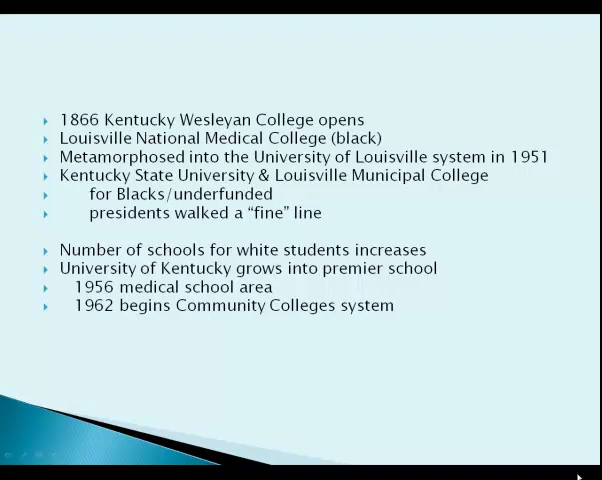 1866 Kentucky Wesleyan College opens
Louisville National Medical College (black)
Metamorphosed into the University of Louisville system in 1951
Kentucky State University & Louisville Municipal College
for Blacks/underfunded
presidents walked a “fine” line
Number of schools for white students increases
University of Kentucky grows into premier school
1956 medical school area
1962 begins Community Colleges system